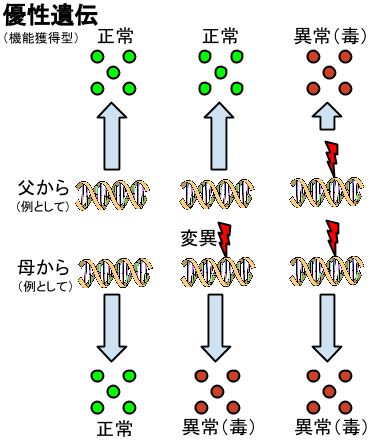 優性遺伝
(機能獲得型)
正常
正常
異常(毒)
父から
(例として)
変異
母から
(例として)
正常
異常(毒)
異常(毒)